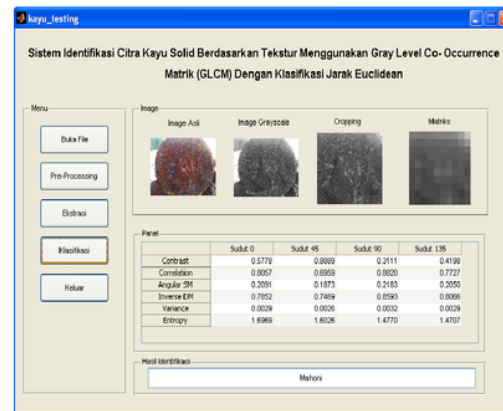 kayu_testing
Sistem Identifikasi Citra Kayu Solid Berdasarkan Tekstur Menggunakan Gray Level Co- Occurrence
Matrik (GLCM) Dengan Klasifikasi Jarak Euclidean
Menu
Buka File
Pre-Processing
Ekstrasi
Klasifikasi
Keluar
Image
Image Asli Image Grayscale Cropping Matriks
Panel
Sudut 0 Sudut 45 Sudut 90 Sudut 135
Contrast 0.5778 0.8889 0.3111 0.4198
Correlation 0.8057 0.6959 0.8820 0.7727
Angular SM 0.2091 0.1873 0.2183 0.2050
Inverse DM 0.7852 0.7469 0.8593 0.8066
Variance 0.0029 0.0026 0.0032 0.0029
Entropy 1.6969 1.6026 1.4770 1.4707
Hasil Identifikasi
Mahoni